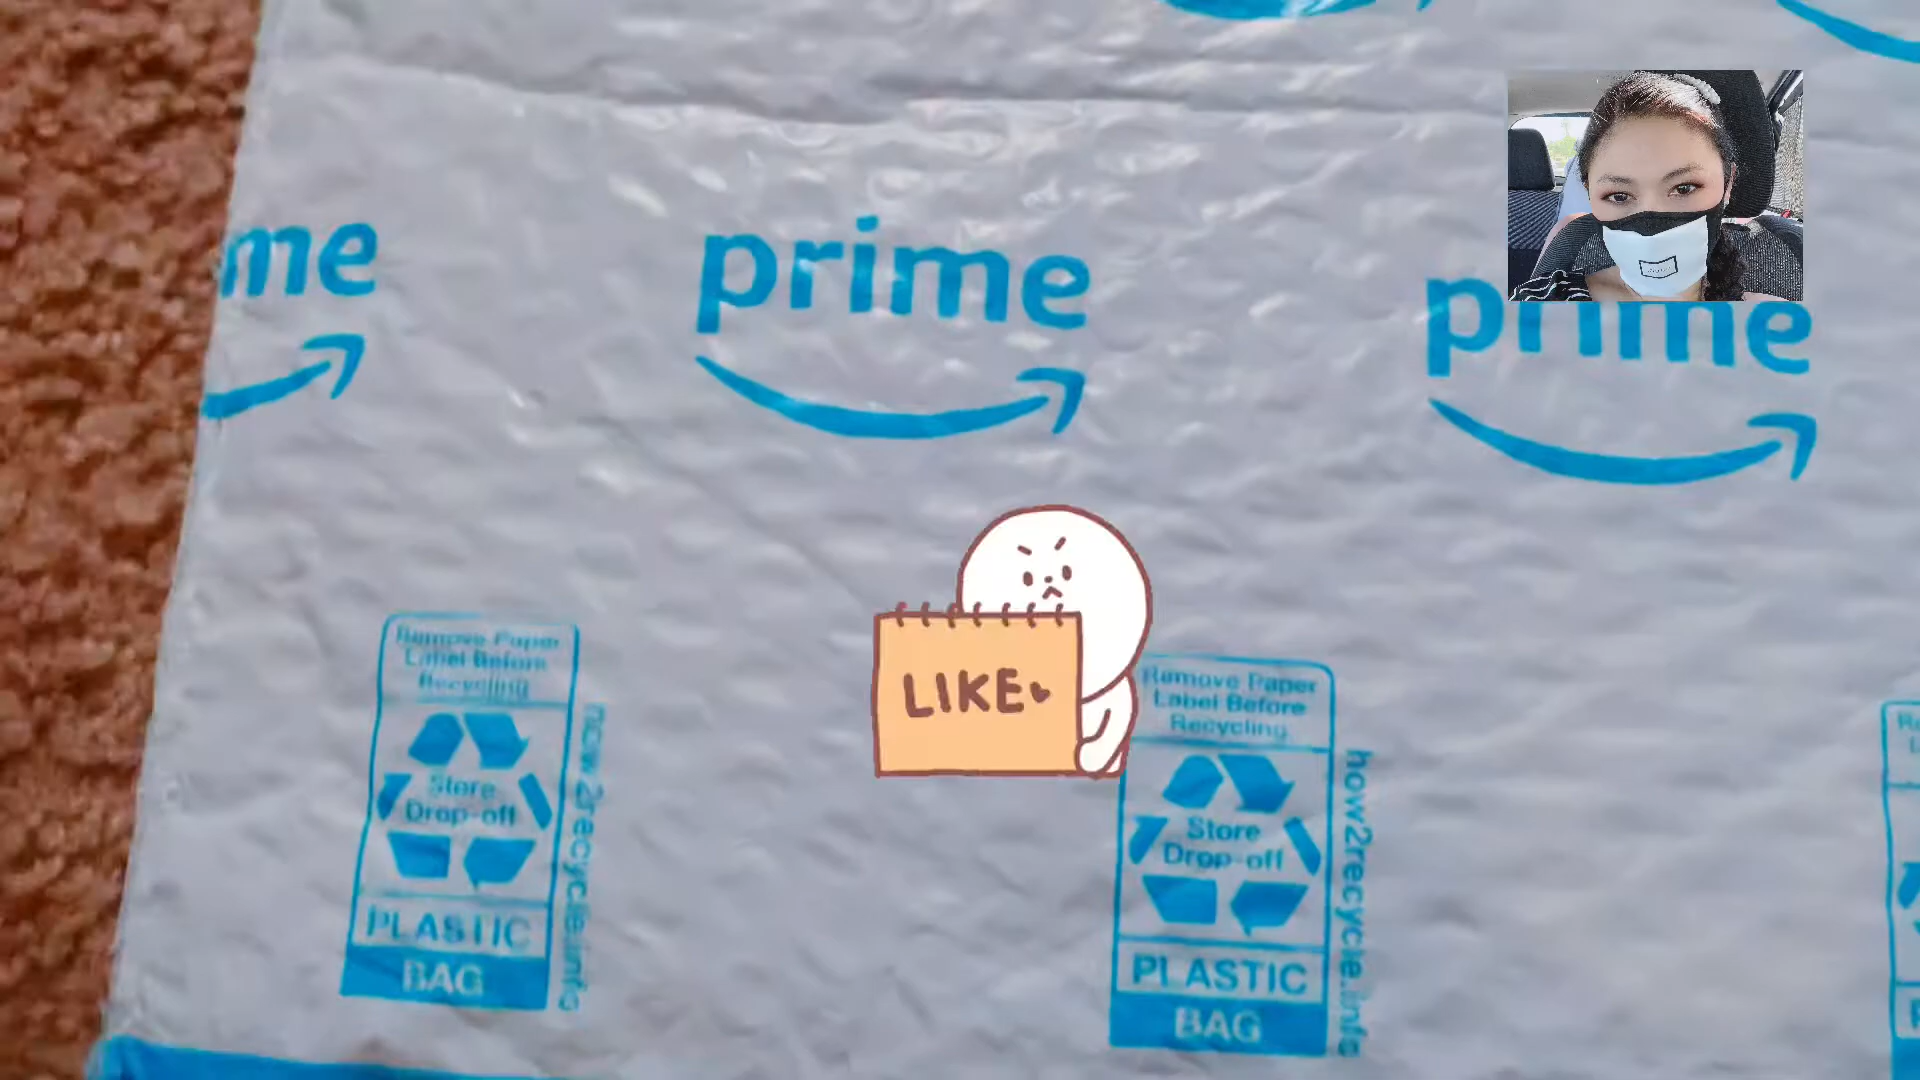 me
prime
prime
Remove Paper
Label Before
Recycling
Store
Drop-off
PLASTIC
BAG
how2recycle.info
LIKE
Remove Paper
Label Before
Recycling
Store
Drop-off
PLASTIC
BAG
how2recycle.info